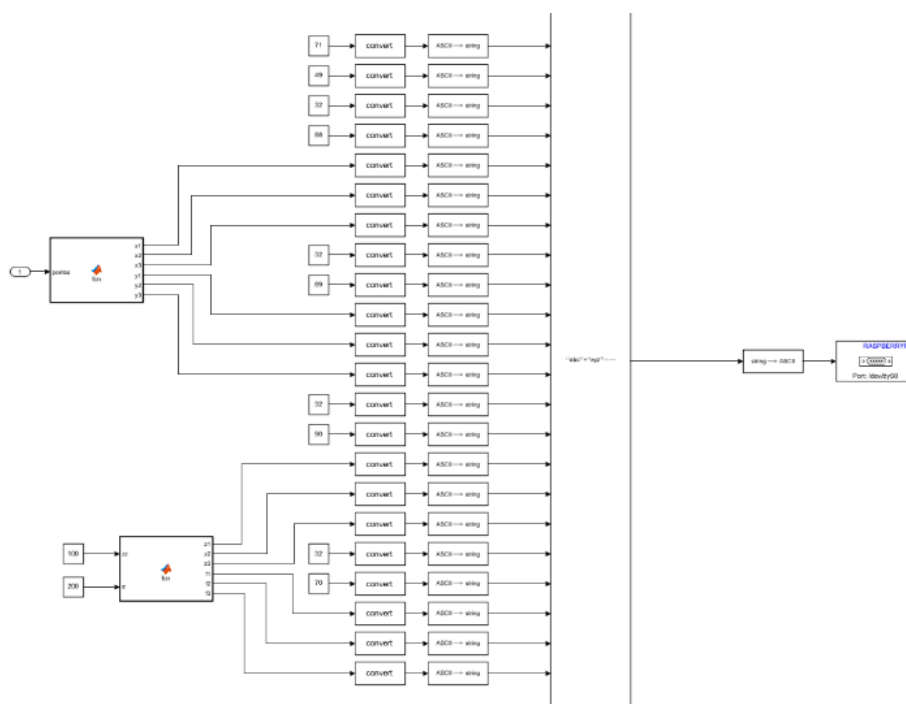 71 convert ASCII → string
49 convert ASCII → string
32 convert ASCII → string
88 convert ASCII → string
convert ASCII → string
convert ASCII → string
convert ASCII → string
32 convert ASCII → string
89 convert ASCII → string
convert ASCII → string
convert ASCII → string
convert ASCII → string
32 convert ASCII → string
90 convert ASCII → string
convert ASCII → string
convert ASCII → string
convert ASCII → string
32 convert ASCII → string
70 convert ASCII → string
convert ASCII → string
convert ASCII → string
convert ASCII → string
1
fcn
x1
x2
x3
y1
y2
y3
100
200
fcn
z1
z2
z3
f1
f2
f3
"abc" + "xyz"
string → ASCII
Port: